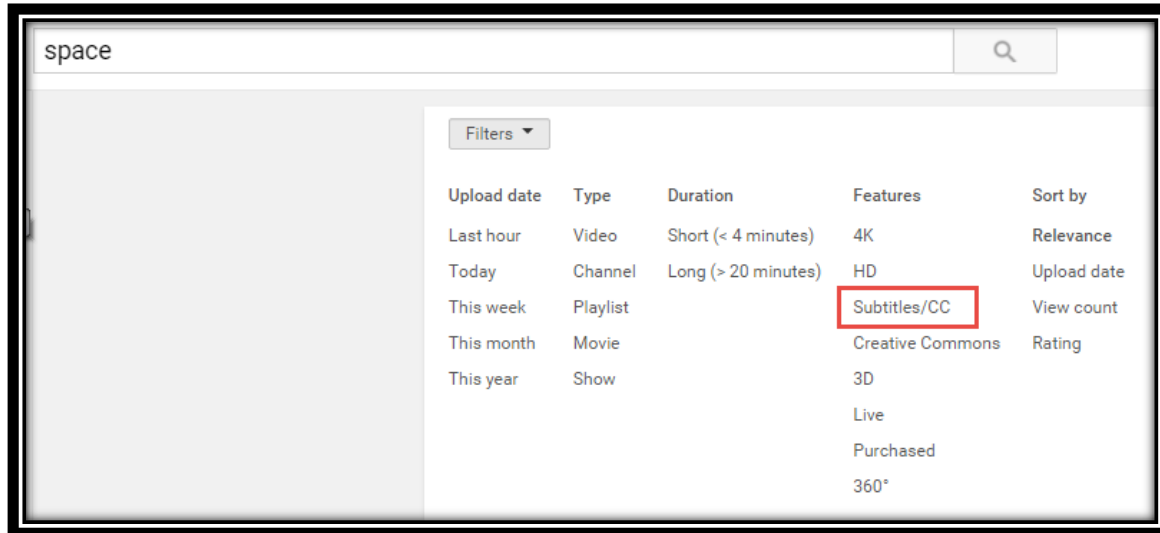 space
Filters
Upload date Type Duration Features Sort by
Last hour Video Short (< 4 minutes) 4K Relevance
Today Channel Long (> 20 minutes) HD Upload date
This week Playlist Subtitles/CC View count
This month Movie Creative Commons Rating
This year Show 3D
Live
Purchased
360°